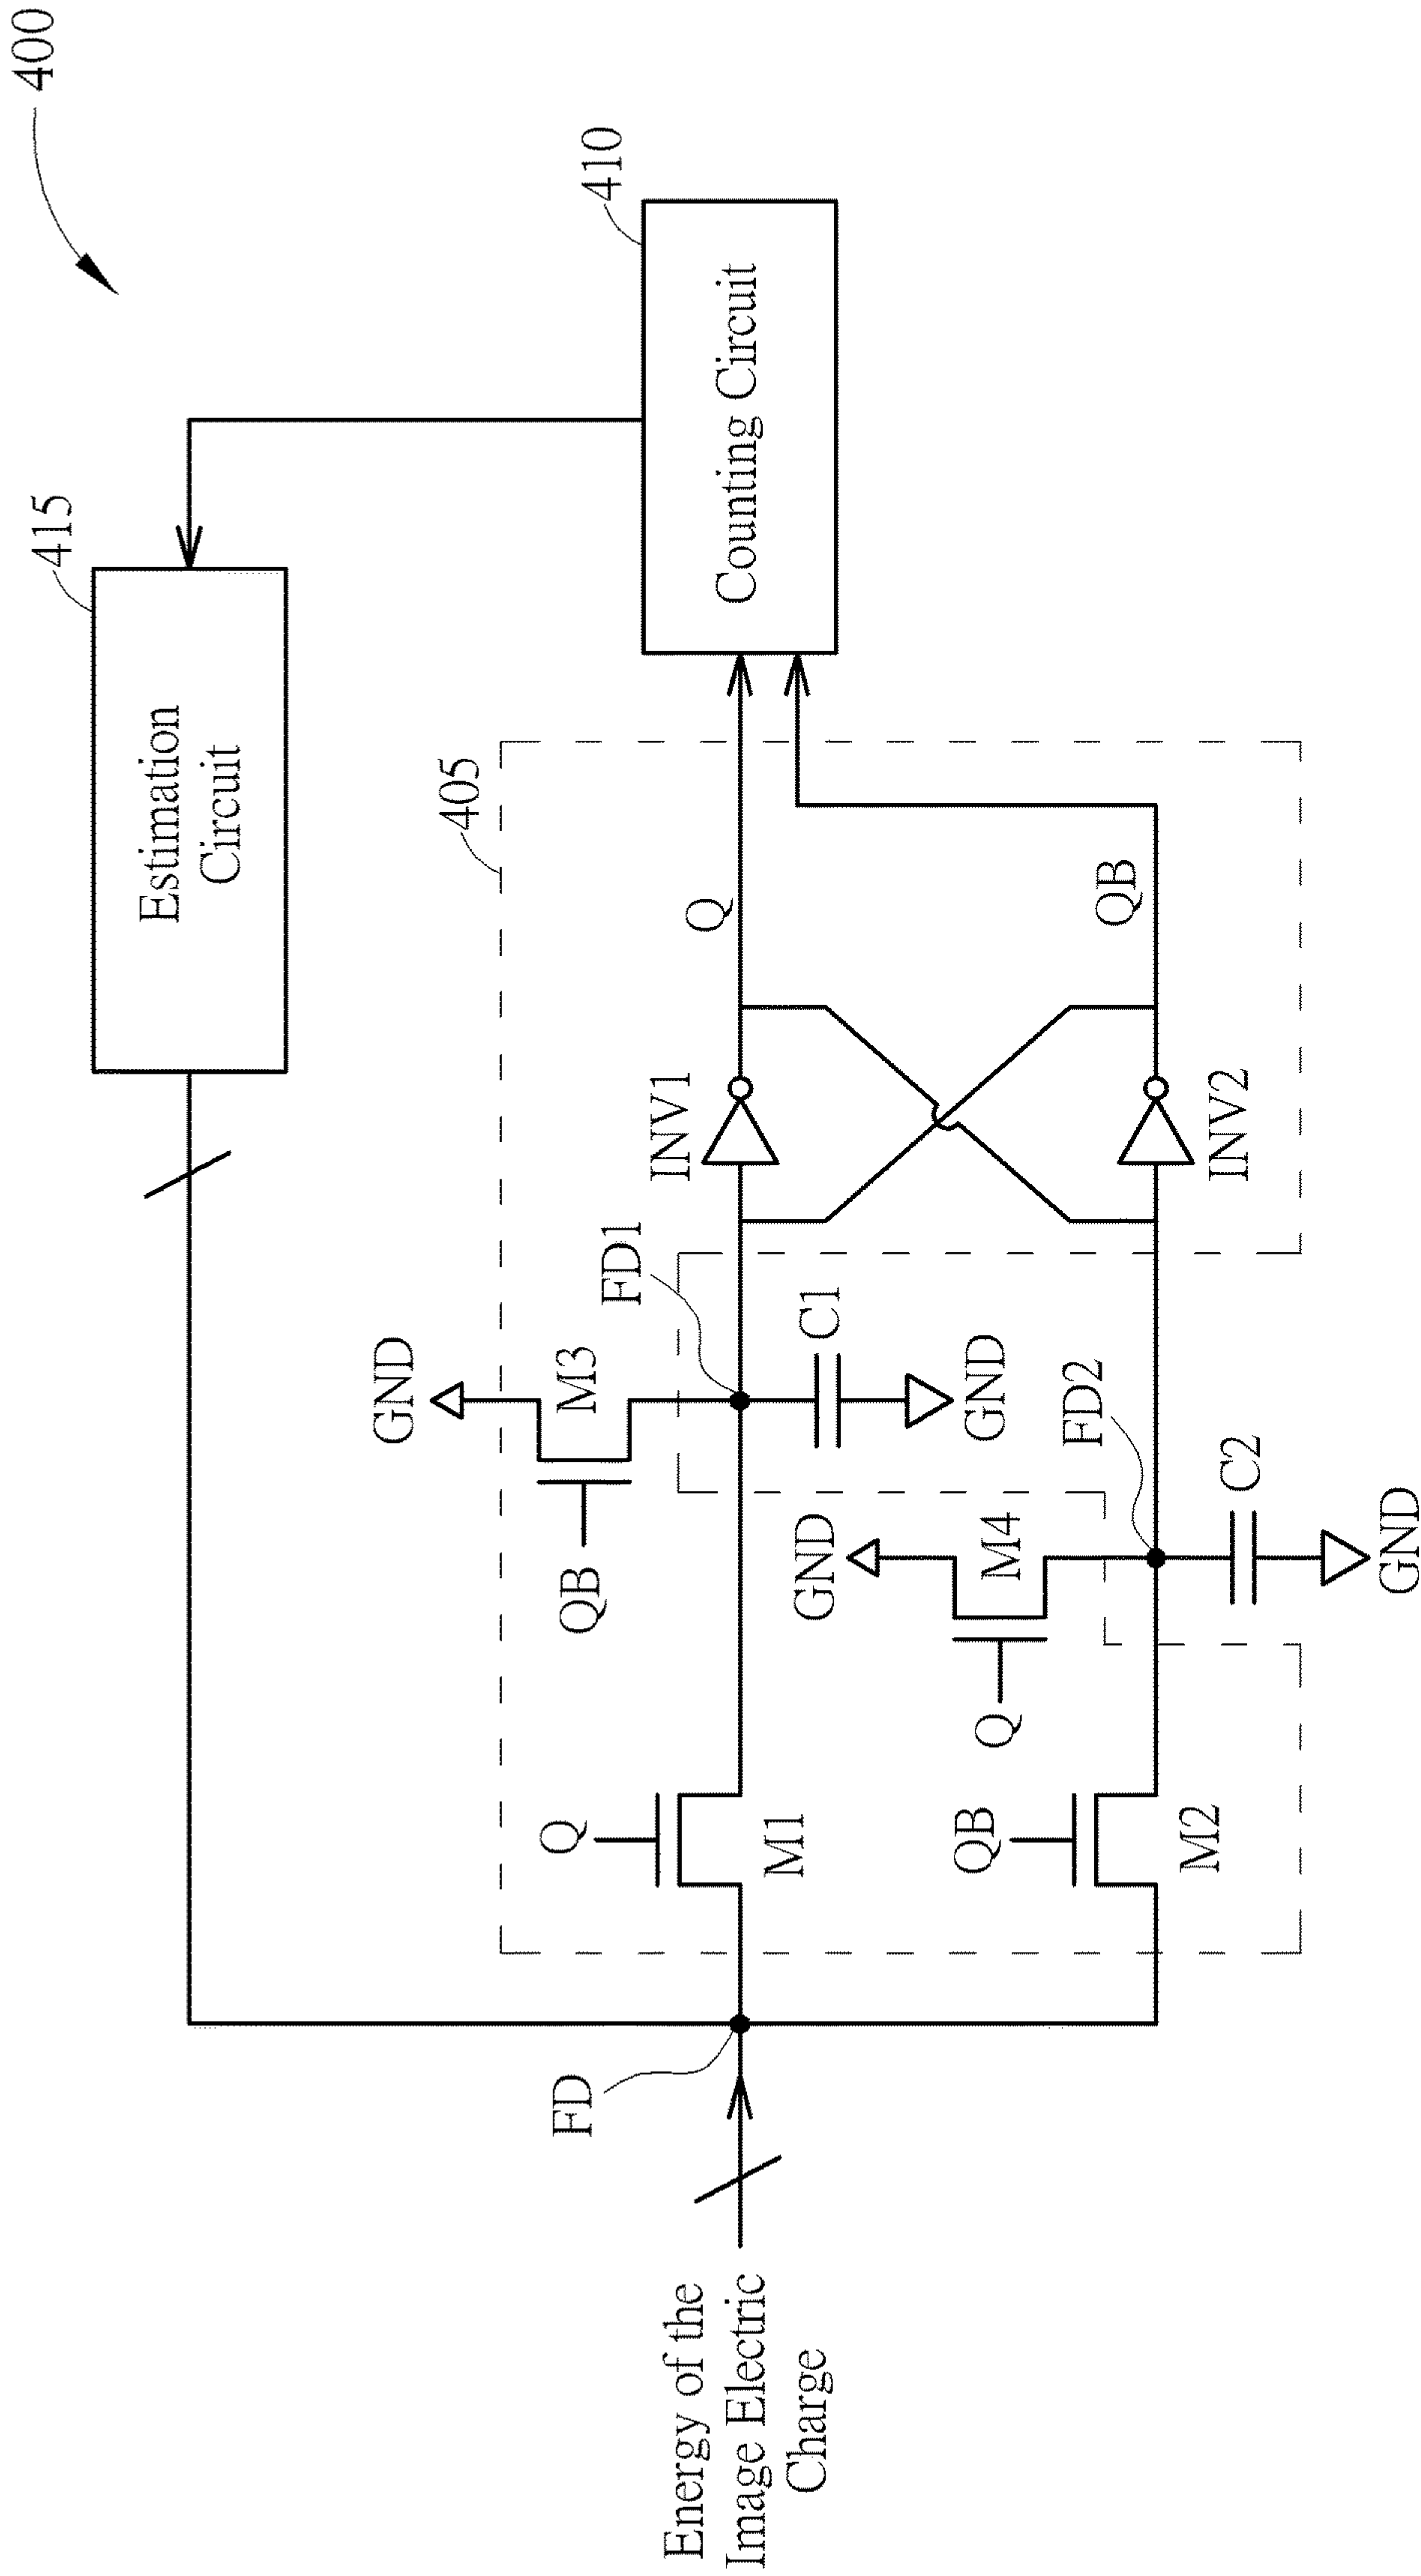 400
415
Estimation
Circuit
410
Counting Circuit
405
Q
QB
INV1
INV2
FD1
GND
M3
QB
C1
GND
FD2
GND
M4
Q
C2
GND
Q
M1
QB
M2
FD
Energy of the
Image Electric
Charge